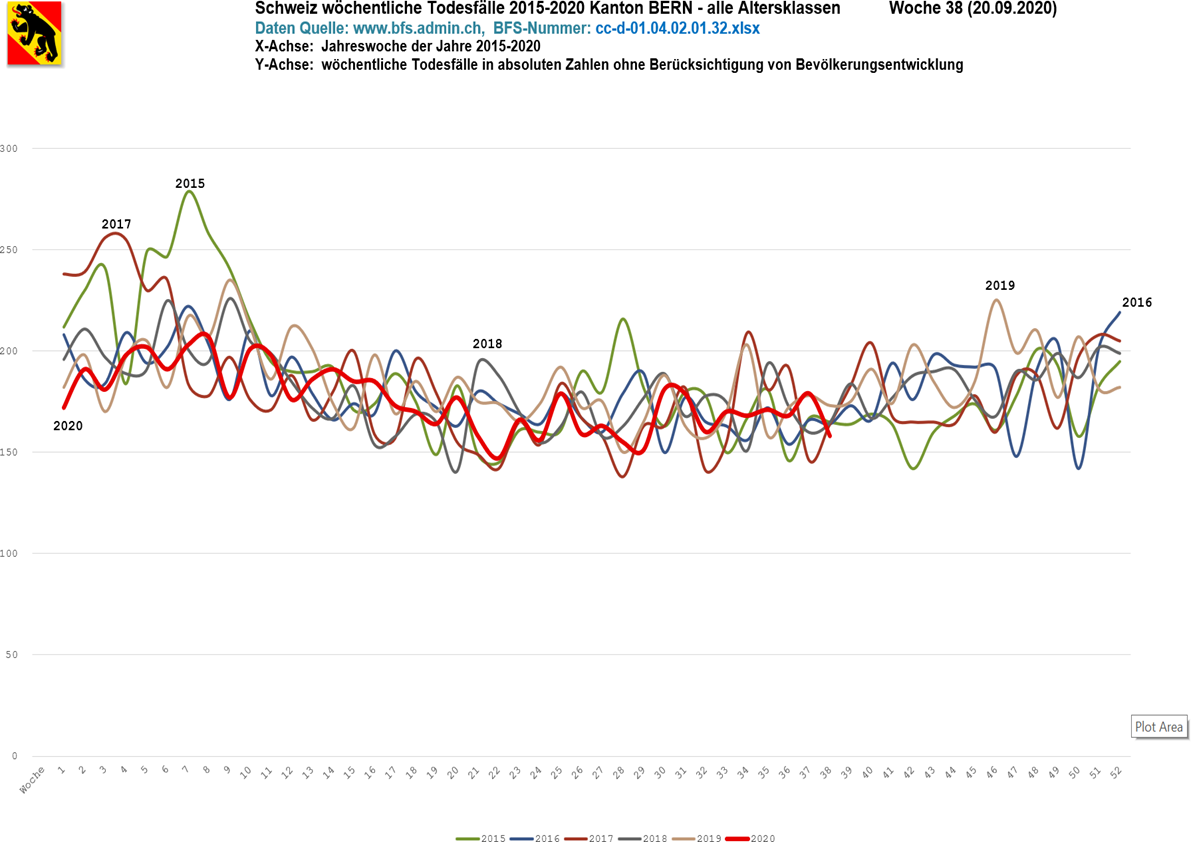 Schweiz wöchentliche Todesfälle 2015-2020 Kanton BERN - alle Altersklassen Woche 38 (20.09.2020)
Daten Quelle: www.bfs.admin.ch, BFS-Nummer: cc-d-01.04.02.01.32.xlsx
X-Achse: Jahreswoche der Jahre 2015-2020
Y-Achse: wöchentliche Todesfälle in absoluten Zahlen ohne Berücksichtigung von Bevölkerungsentwicklung
300
2015
2017
250
2019
2016
200
2018
2020
150
100
50
Plot Area
0
Woche 1 2 3 4 5 6 7 8 9 10 11 12 13 14 15 16 17 18 19 20 21 22 23 24 25 26 27 28 29 30 31 32 33 34 35 36 37 38 39 40 41 42 43 44 45 46 47 48 49 50 51 52
2015 2016 2017 2018 2019 2020